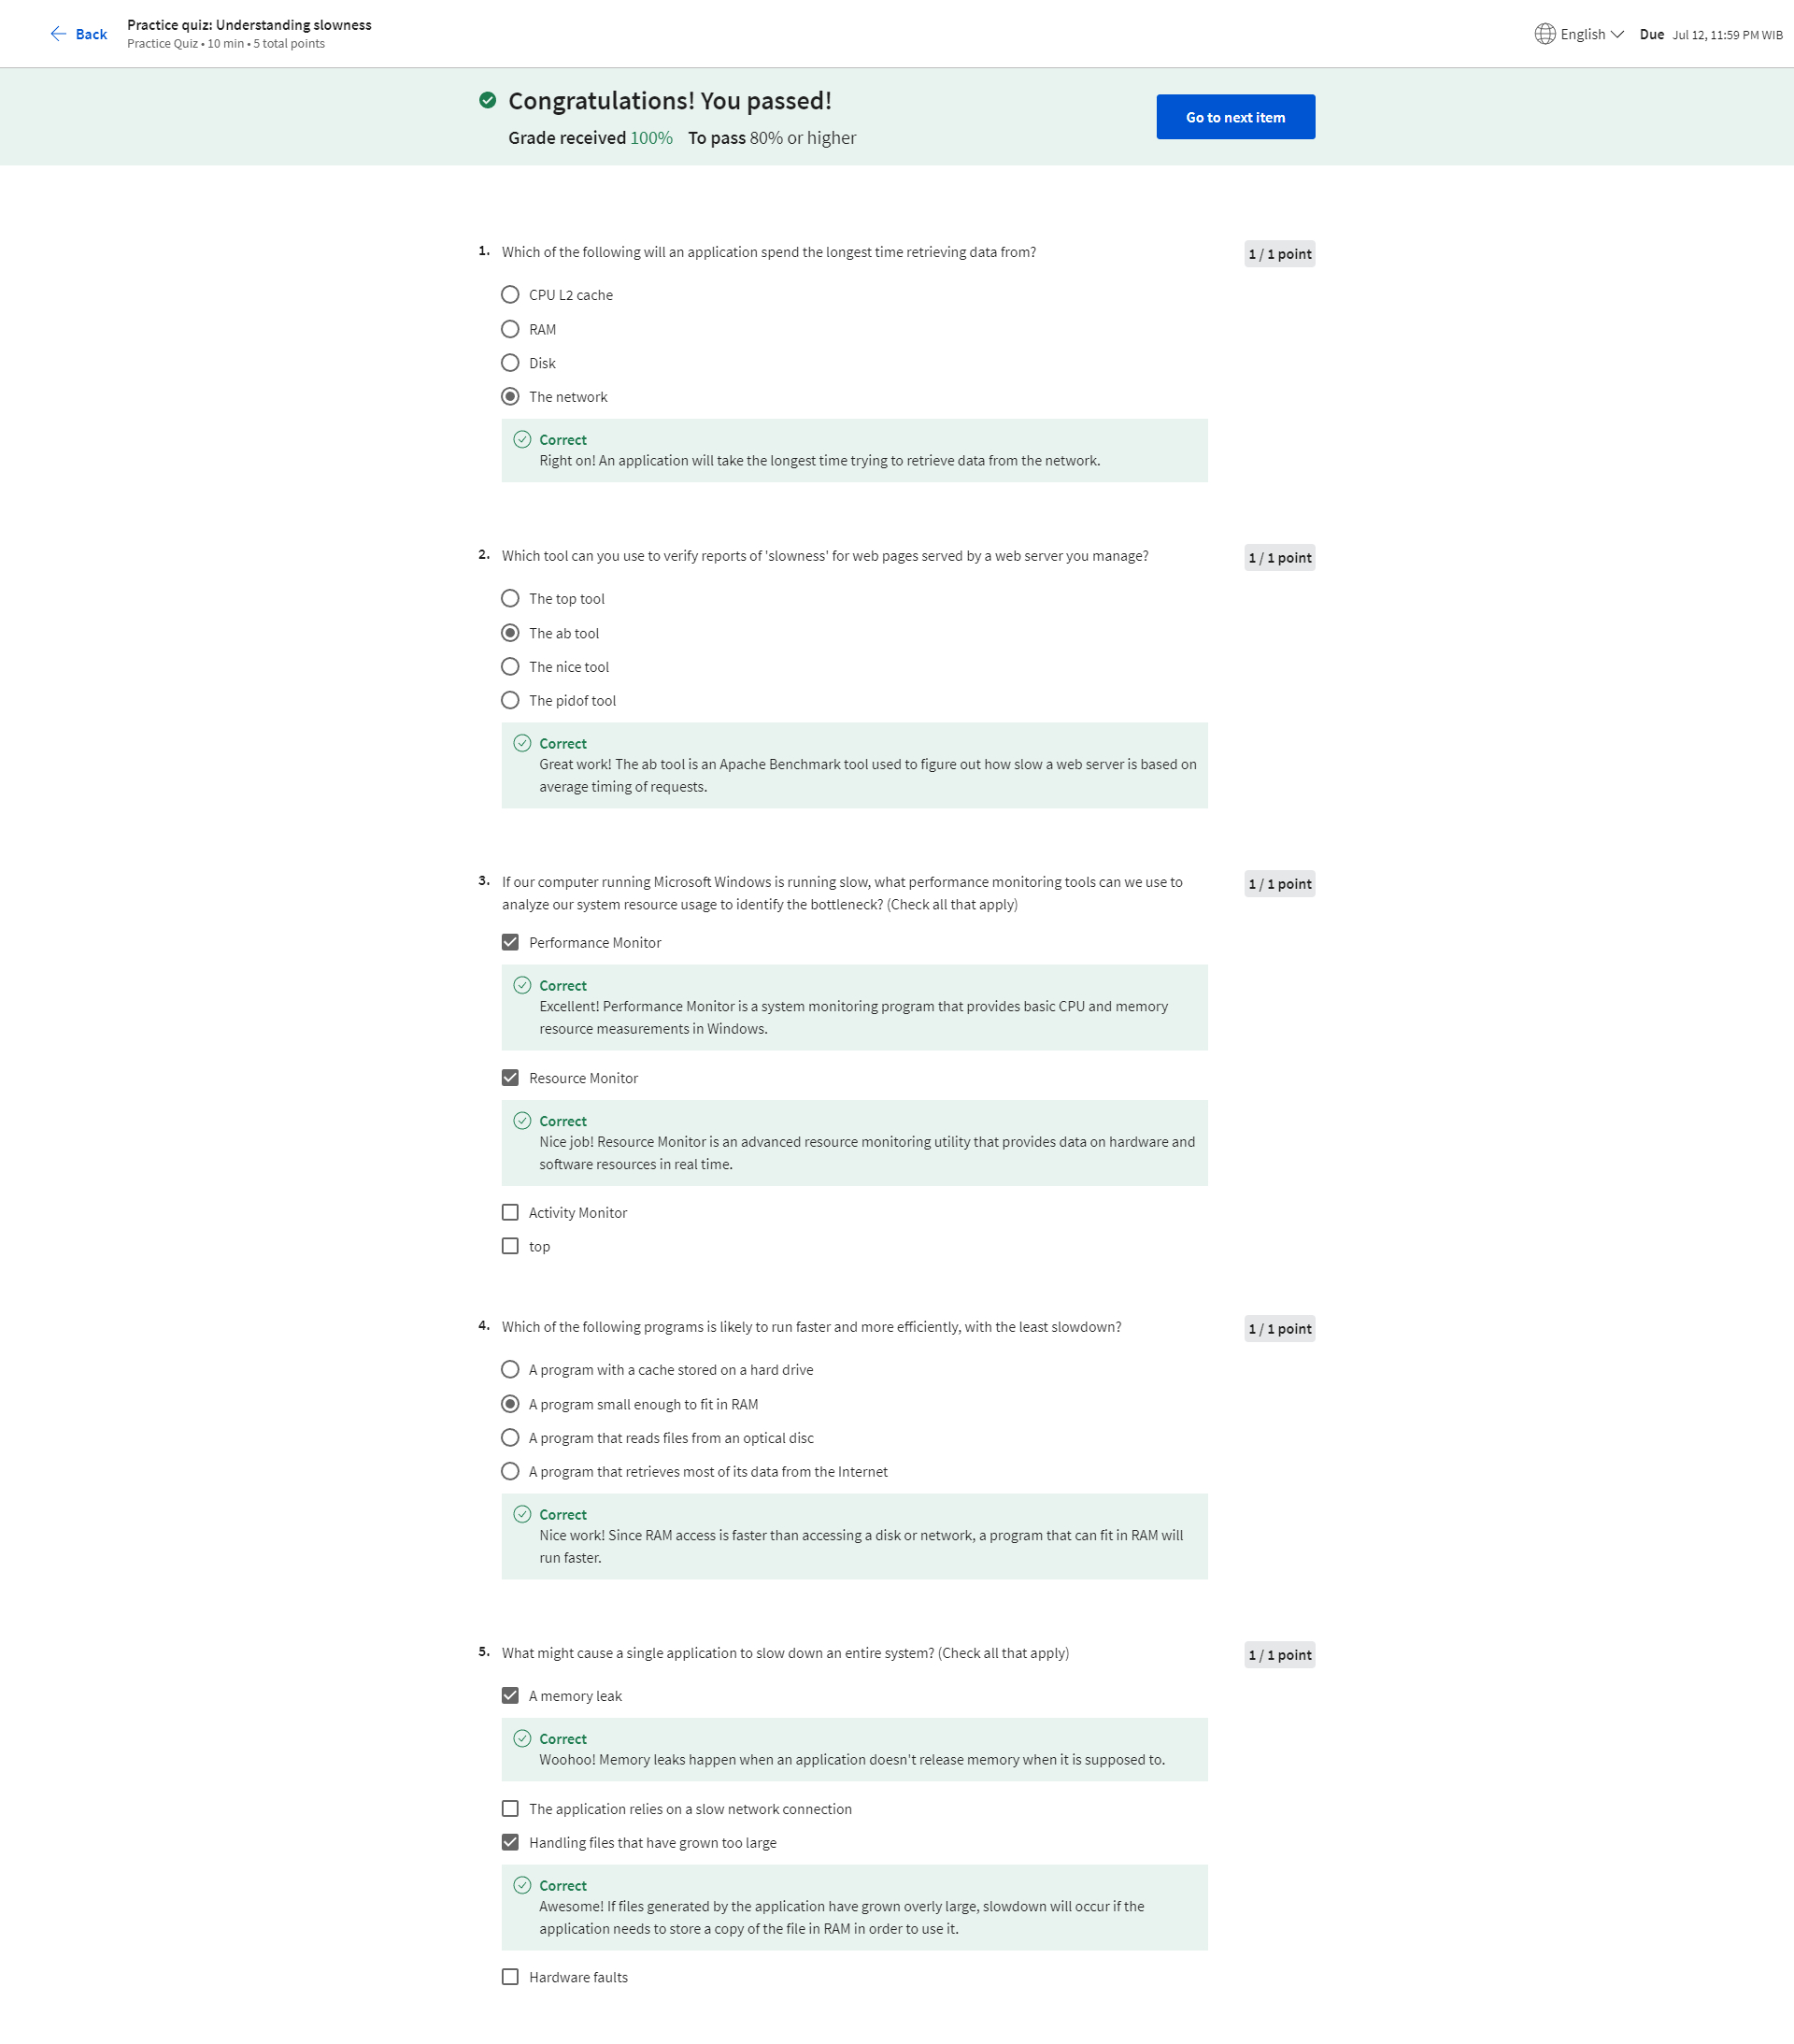 Back
Practice quiz: Understanding slowness
Practice Quiz • 10 min • 5 total points
English
Due Jul 12, 11:59 PM WIB
Congratulations! You passed!
Grade received 100% To pass 80% or higher
Go to next item
1. Which of the following will an application spend the longest time retrieving data from?
1 / 1 point
CPU L2 cache
RAM
Disk
The network
Correct
Right on! An application will take the longest time trying to retrieve data from the network.
2. Which tool can you use to verify reports of 'slowness' for web pages served by a web server you manage?
1 / 1 point
The top tool
The ab tool
The nice tool
The pidof tool
Correct
Great work! The ab tool is an Apache Benchmark tool used to figure out how slow a web server is based on
average timing of requests.
3. If our computer running Microsoft Windows is running slow, what performance monitoring tools can we use to
analyze our system resource usage to identify the bottleneck? (Check all that apply)
1 / 1 point
Performance Monitor
Correct
Excellent! Performance Monitor is a system monitoring program that provides basic CPU and memory
resource measurements in Windows.
Resource Monitor
Correct
Nice job! Resource Monitor is an advanced resource monitoring utility that provides data on hardware and
software resources in real time.
Activity Monitor
top
4. Which of the following programs is likely to run faster and more efficiently, with the least slowdown?
1 / 1 point
A program with a cache stored on a hard drive
A program small enough to fit in RAM
A program that reads files from an optical disc
A program that retrieves most of its data from the Internet
Correct
Nice work! Since RAM access is faster than accessing a disk or network, a program that can fit in RAM will
run faster.
5. What might cause a single application to slow down an entire system? (Check all that apply)
1 / 1 point
A memory leak
Correct
Woohoo! Memory leaks happen when an application doesn't release memory when it is supposed to.
The application relies on a slow network connection
Handling files that have grown too large
Correct
Awesome! If files generated by the application have grown overly large, slowdown will occur if the
application needs to store a copy of the file in RAM in order to use it.
Hardware faults